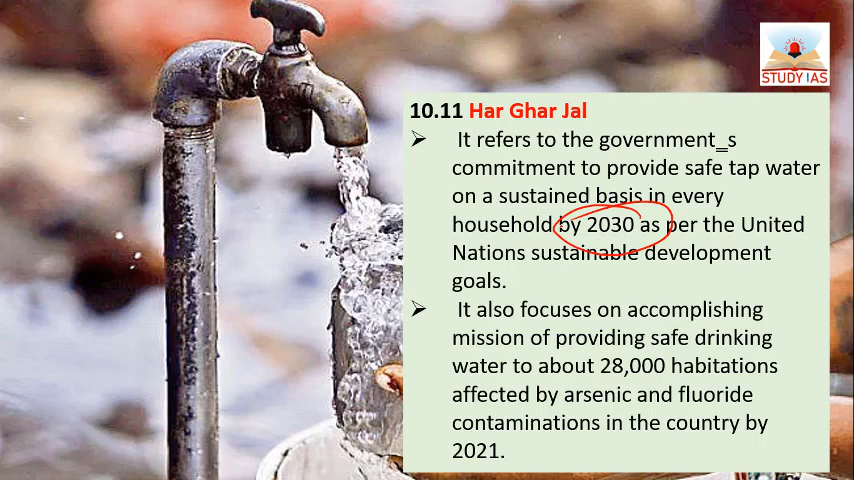 STUDY IAS
10.11 Har Ghar Jal
➢ It refers to the government‗s
commitment to provide safe tap water
on a sustained basis in every
household by 2030 as per the United
Nations sustainable development
goals.
➢ It also focuses on accomplishing
mission of providing safe drinking
water to about 28,000 habitations
affected by arsenic and fluoride
contaminations in the country by
2021.